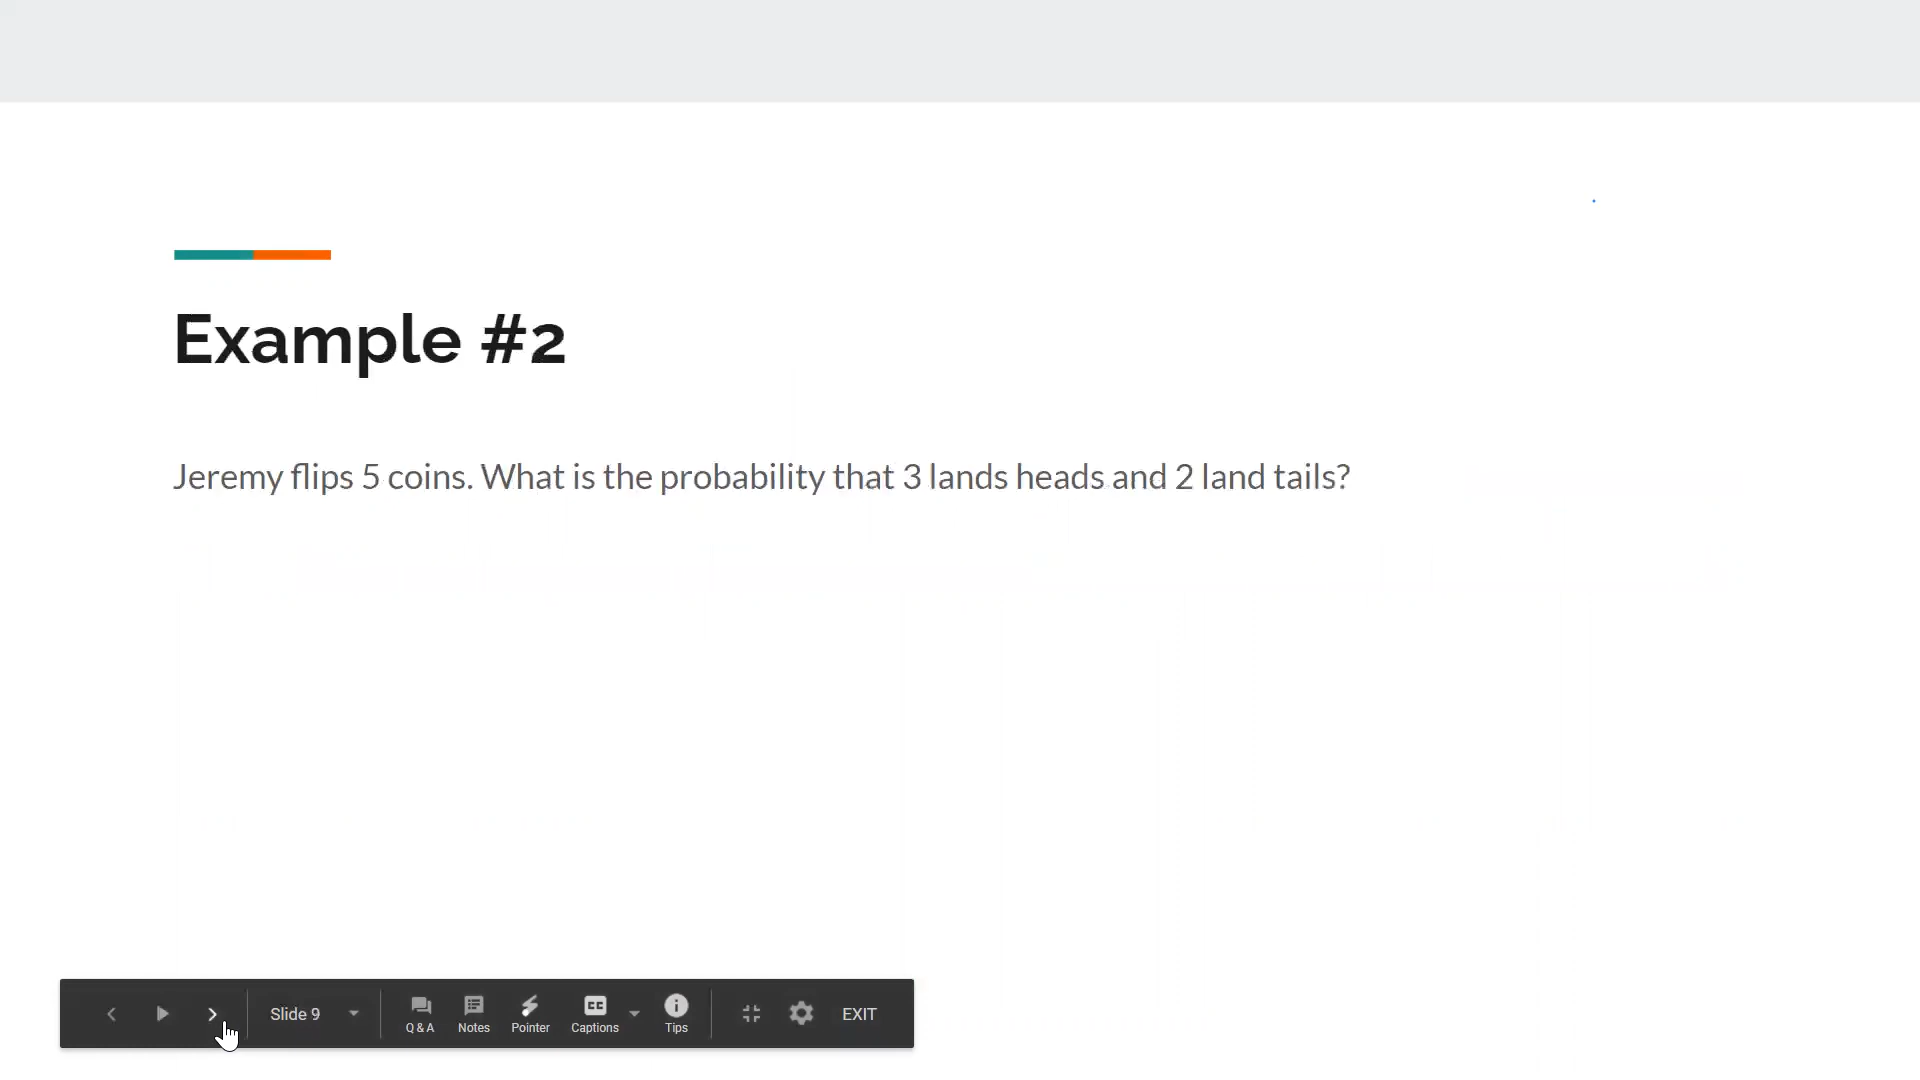 Example #2
Jeremy flips 5 coins. What is the probability that 3 lands heads and 2 land tails?
Slide 9
Q & A
Notes
Pointer
Captions
Tips
EXIT